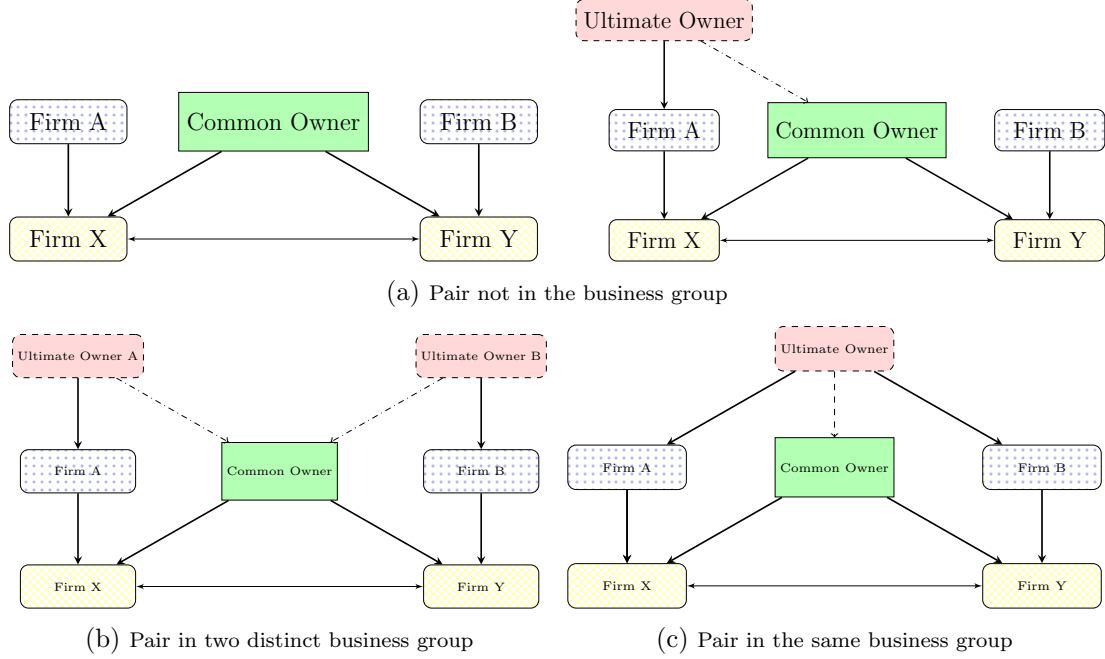 Ultimate Owner
Firm A
Common Owner
Firm B
Firm A
Common Owner
Firm B
Firm X
Firm Y
Firm X
Firm Y
(a) Pair not in the business group
Ultimate Owner A
Ultimate Owner B
Firm A
Common Owner
Firm B
Firm X
Firm Y
(b) Pair in two distinct business group
Ultimate Owner
Firm A
Common Owner
Firm B
Firm X
Firm Y
(c) Pair in the same business group